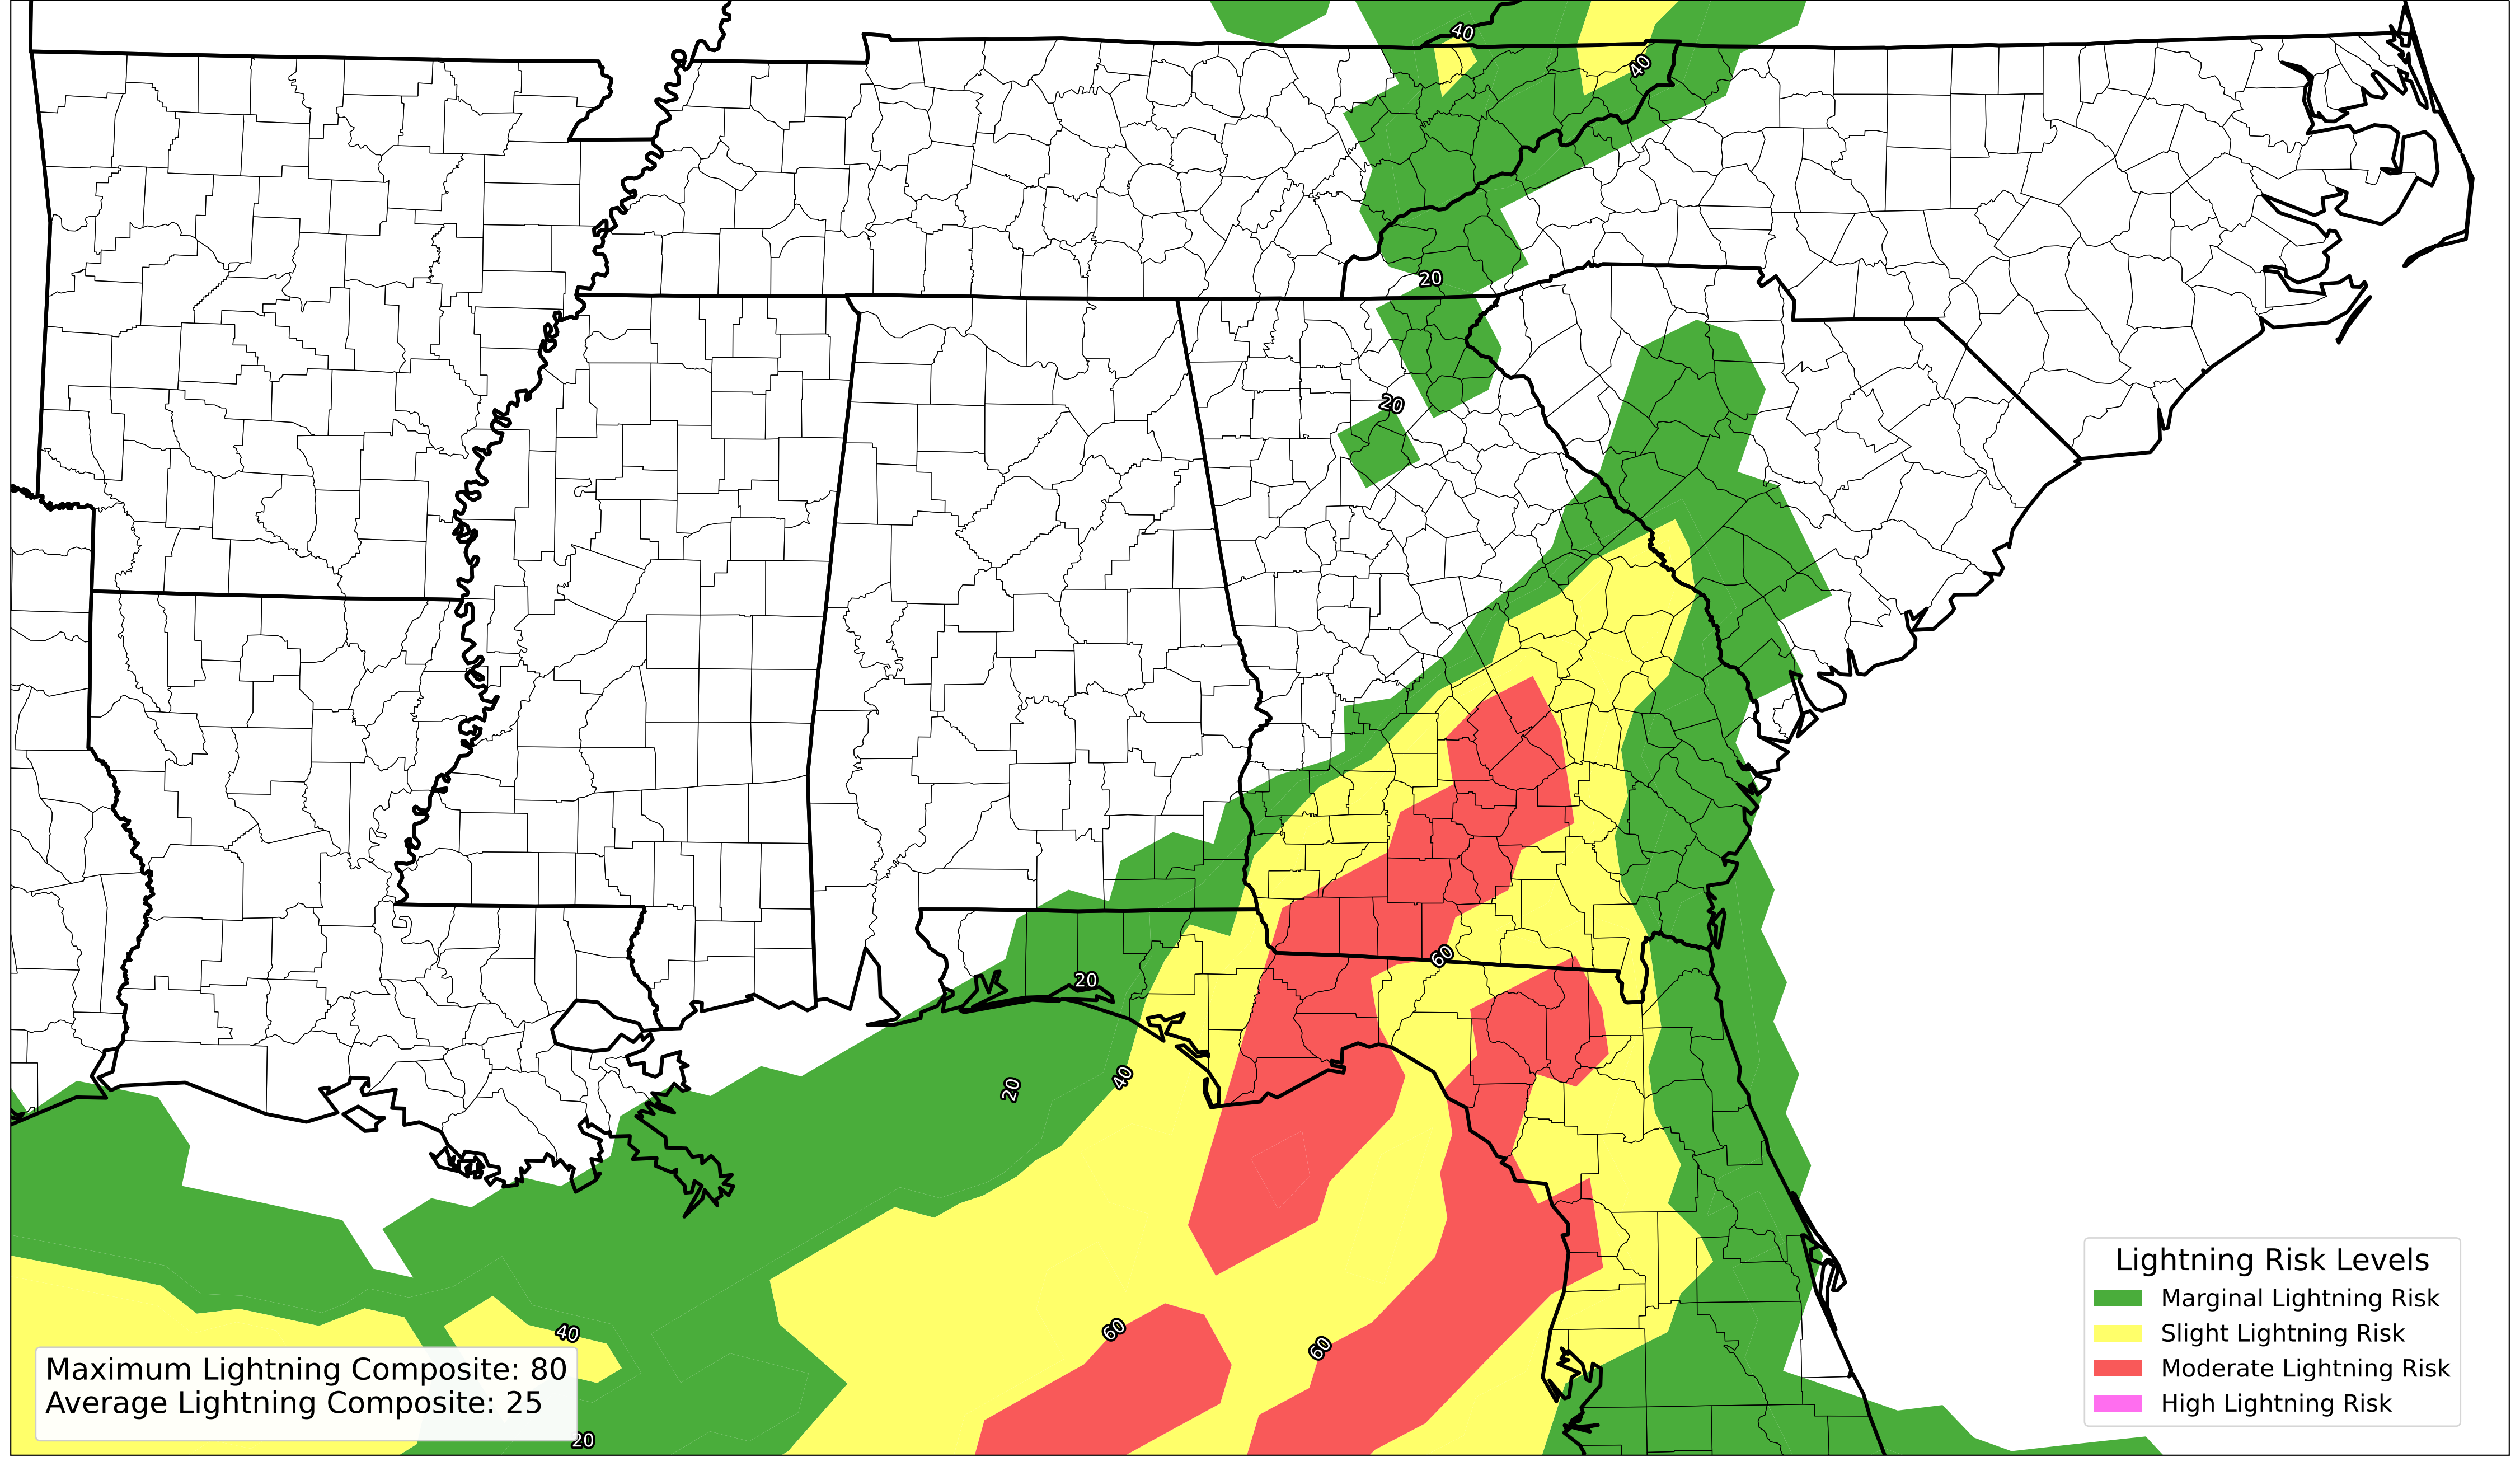 40
40
20
20
60
20
20
40
60
60
40
20
Maximum Lightning Composite: 80
Average Lightning Composite: 25
Lightning Risk Levels
Marginal Lightning Risk
Slight Lightning Risk
Moderate Lightning Risk
High Lightning Risk